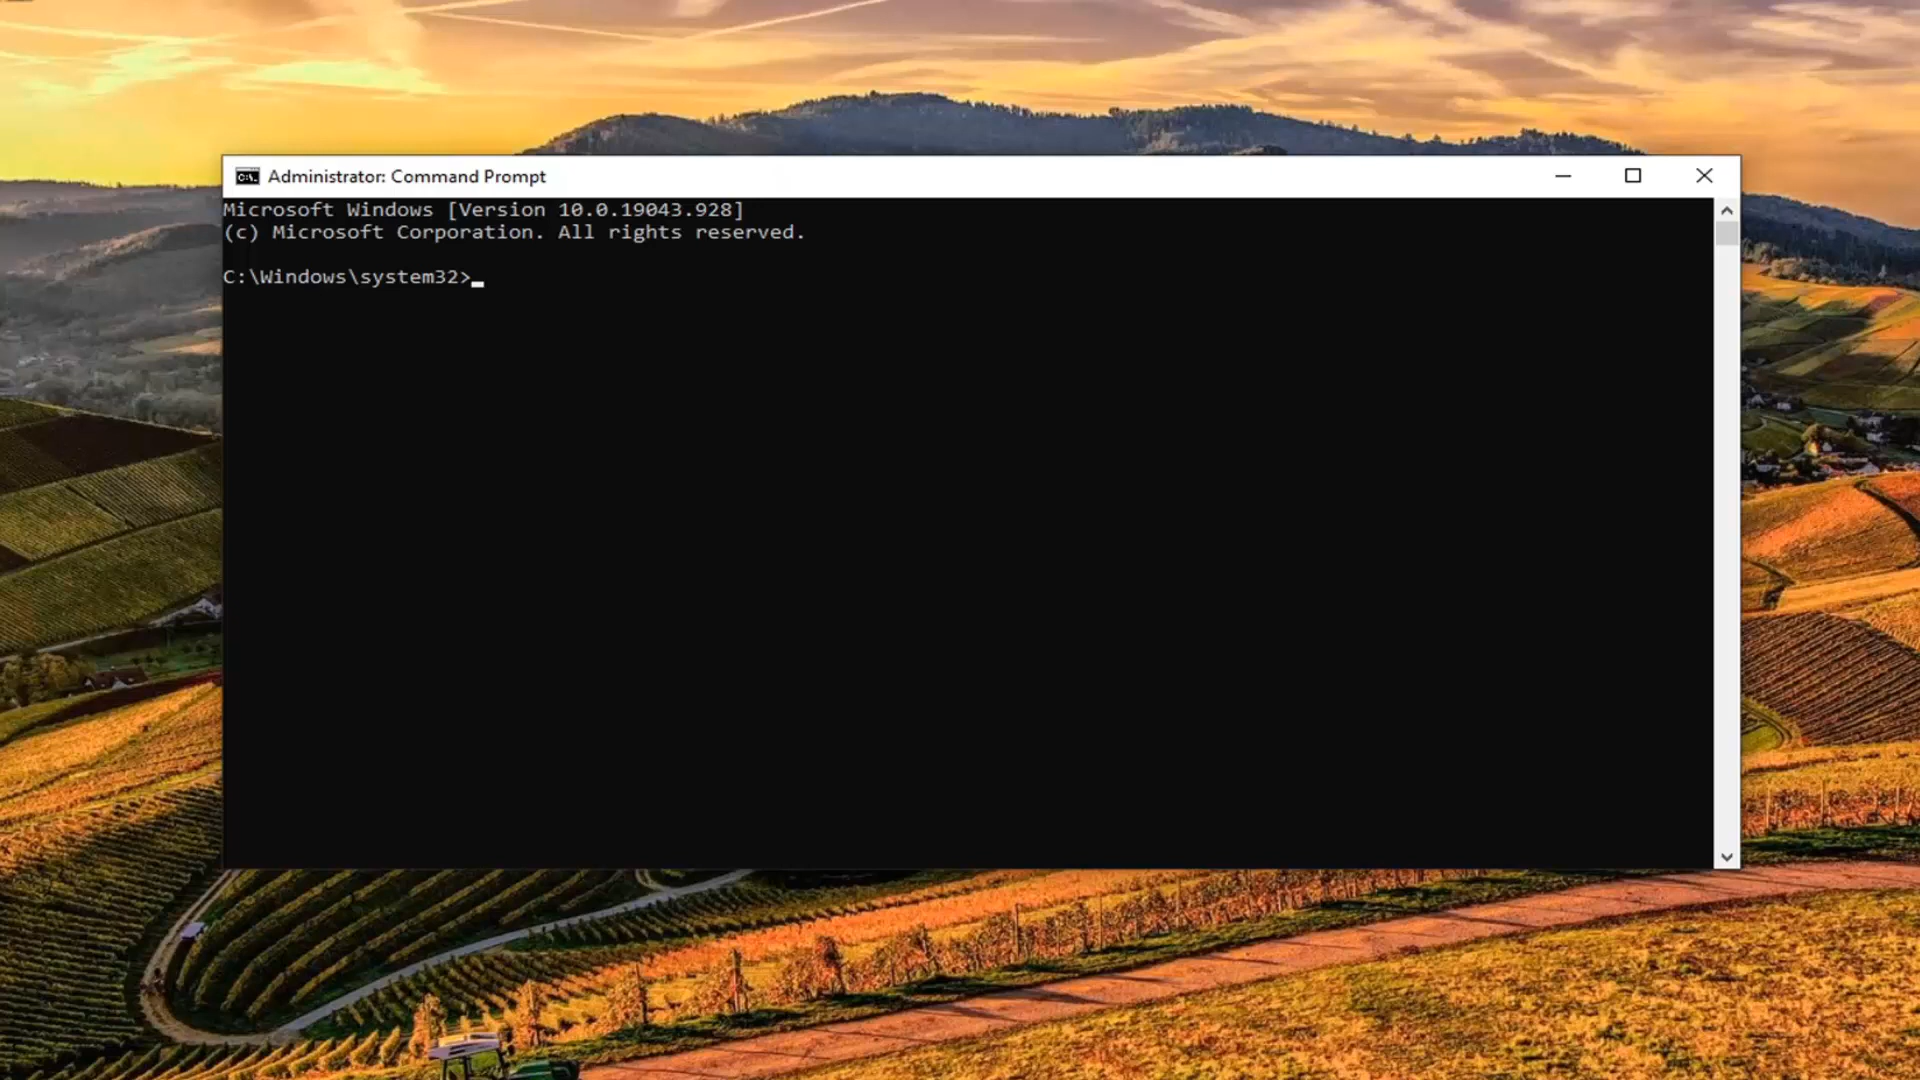 Administrator: Command Prompt
Microsoft Windows [Version 10.0.19043.928]
(c) Microsoft Corporation. All rights reserved.
C:\Windows\system32>